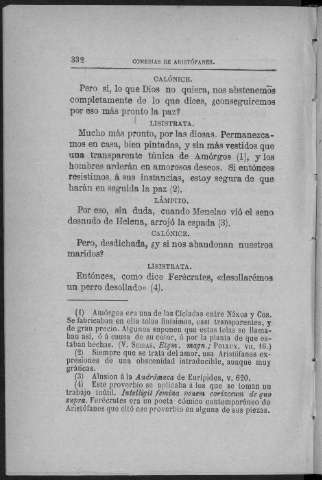 332 COMEDIAS DE ARISTÓFANES.
CALÓNICE.
Pero si, lo que Dios no quiera, nos abstenemos
completamente de lo que dices, ¿conseguiremos
por eso más pronto la paz?
LISISTRATA.
Mucho más pronto, por las diosas. Permanezca-
mos en casa, bien pintadas, y sin más vestidos que
una transparente túnica de Amórgos (1), y los
hombres arderán en amorosos deseos. Si entónces
resistimos á sus instancias, estoy segura de que
harán en seguida la paz (2).
LÁMPITO.
Por eso, sin duda, cuando Menelao vió el seno
desnudo de Helena, arrojó la espada (3).
CALÓNICE.
Pero, desdichada, ¿y si nos abandonan nuestros
maridos?
LISISTRATA.
Entónces, como dice Ferécrates, «desollarémos
un perro desollado» (4).
(1) Amórgos era una de las Cícladas entre Náxos y Cos.
Se fabricaban en ella telas finísimas, casi transparentes, y
de gran precio. Algunos suponen que estas telas se llama-
ban así, ó á causa de su color, ó por la planta de que es-
taban hechas. (V. SUIDAS, Etym. magn.; POLLUX, VII, 16.)
(2) Siempre que se trata del amor, usa Aristófanes ex-
presiones de una obscenidad intraducible, aunque muy
gráficas.
(3) Alusion á la Andrómaca de Eurípides, v. 620.
(4) Este proverbio se aplicaba á los que se toman un
trabajo inútil. Intelligit femina penem coriaceum de quo
supra. Ferécrates era un poeta cómico contemporáneo de
Aristófanes que citó ese proverbio en alguna de sus piezas.